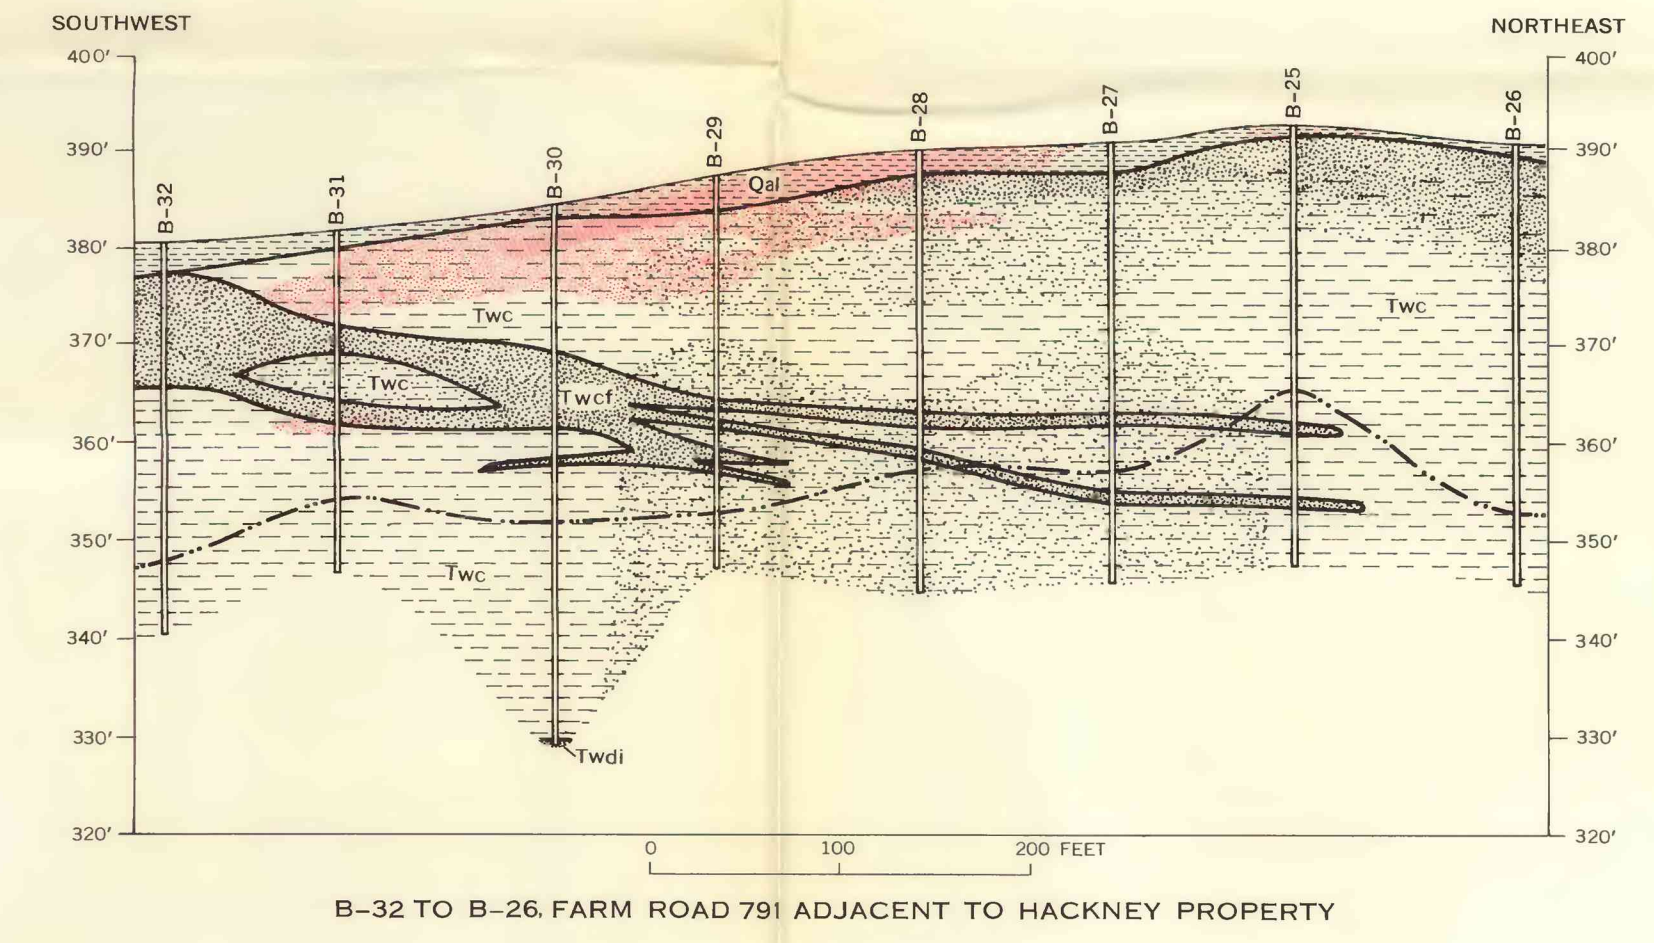 SOUTHWEST
NORTHEAST
400′
390′
380′
370′
360′
350′
340′
330′
320′
400′
390′
380′
370′
360′
350′
340′
330′
320′
B–32
B–31
B–30
B–29
B–28
B–27
B–25
B–26
Qal
Twc
Twc
Twc
Twcf
Twc
Twdi
0 100 200 FEET
B–32 TO B–26, FARM ROAD 791 ADJACENT TO HACKNEY PROPERTY